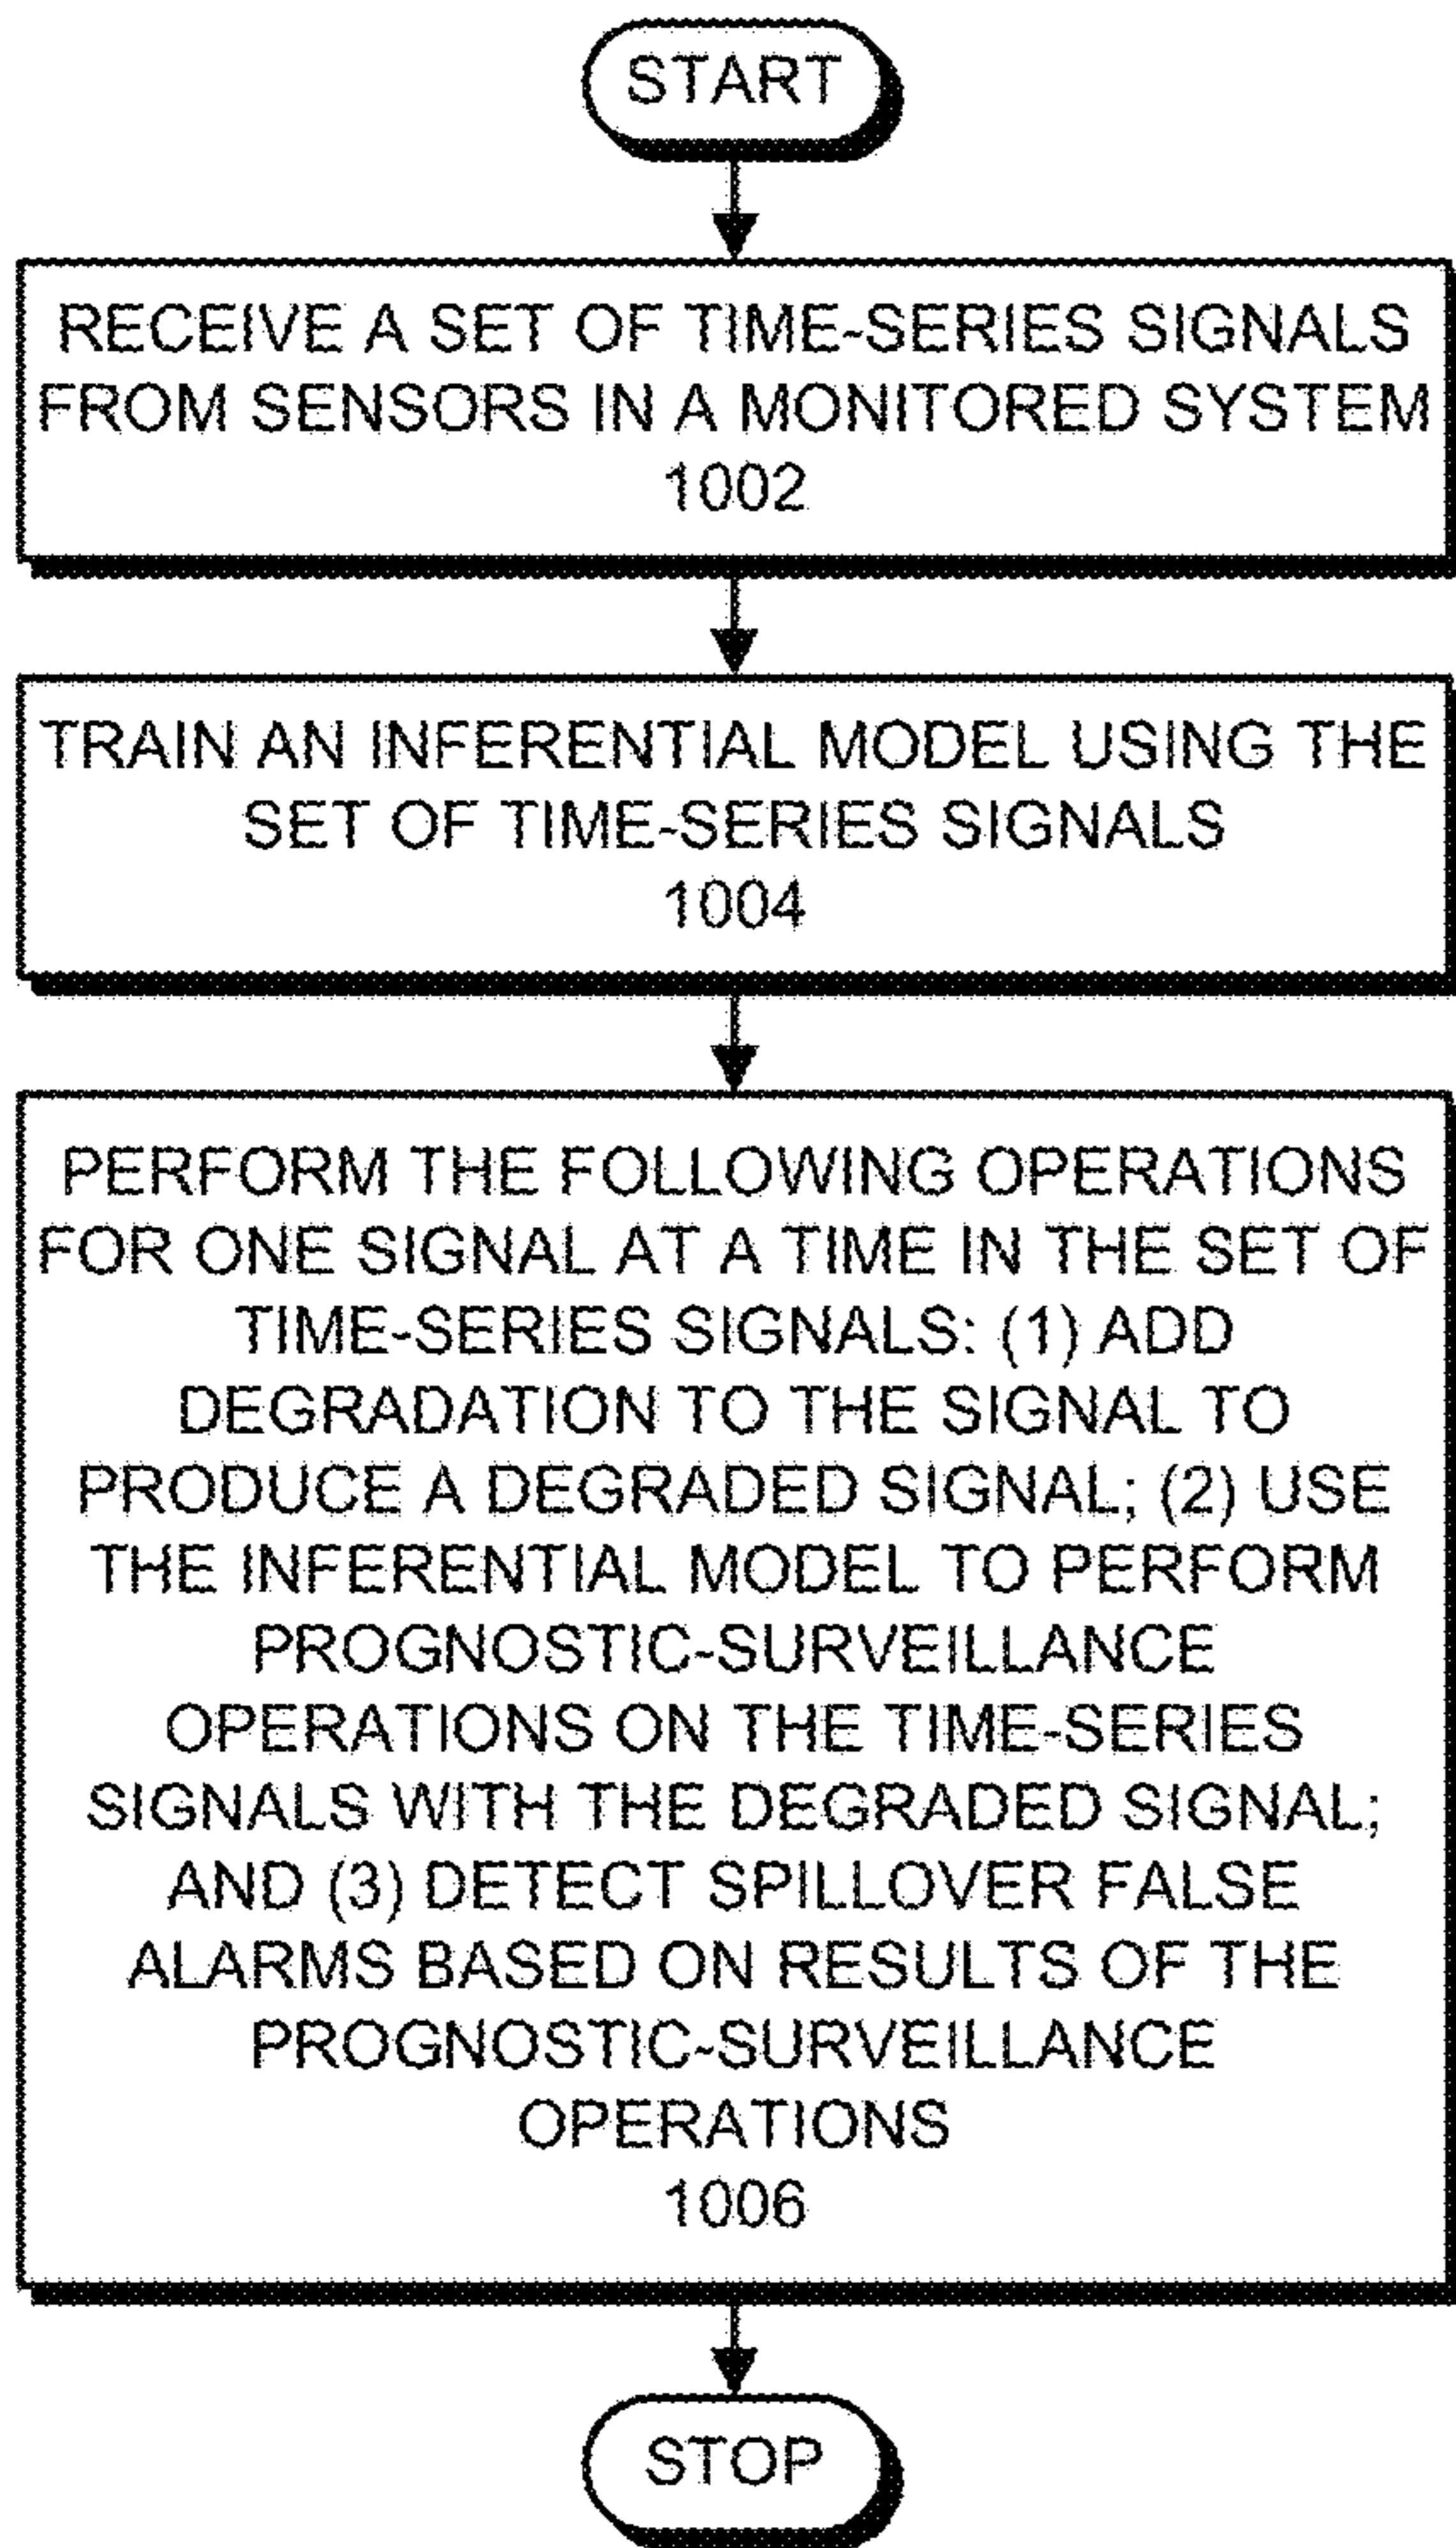 START
RECEIVE A SET OF TIME-SERIES SIGNALS
FROM SENSORS IN A MONITORED SYSTEM
1002
TRAIN AN INFERENTIAL MODEL USING THE
SET OF TIME-SERIES SIGNALS
1004
PERFORM THE FOLLOWING OPERATIONS
FOR ONE SIGNAL AT A TIME IN THE SET OF
TIME-SERIES SIGNALS: (1) ADD
DEGRADATION TO THE SIGNAL TO
PRODUCE A DEGRADED SIGNAL; (2) USE
THE INFERENTIAL MODEL TO PERFORM
PROGNOSTIC-SURVEILLANCE
OPERATIONS ON THE TIME-SERIES
SIGNALS WITH THE DEGRADED SIGNAL;
AND (3) DETECT SPILLOVER FALSE
ALARMS BASED ON RESULTS OF THE
PROGNOSTIC-SURVEILLANCE
OPERATIONS
1006
STOP